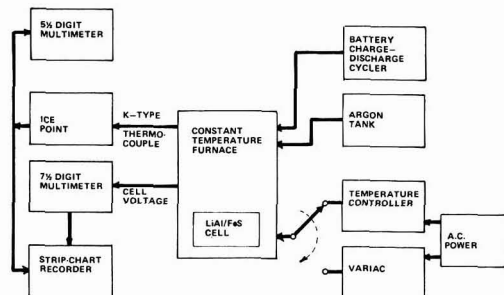 5½ DIGIT
MULTIMETER
ICE
POINT
K-TYPE
THERMO-
COUPLE
7½ DIGIT
MULTIMETER
CELL
VOLTAGE
STRIP-CHART
RECORDER
CONSTANT
TEMPERATURE
FURNACE
LiAl/FeS
CELL
BATTERY
CHARGE-
DISCHARGE
CYCLER
ARGON
TANK
TEMPERATURE
CONTROLLER
A.C.
POWER
VARIAC